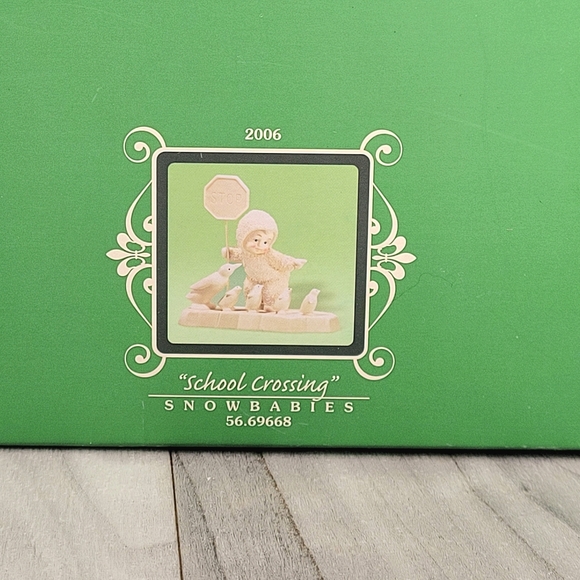 2006
STOP
"School Crossing"
SNOWBABIES
56.69668